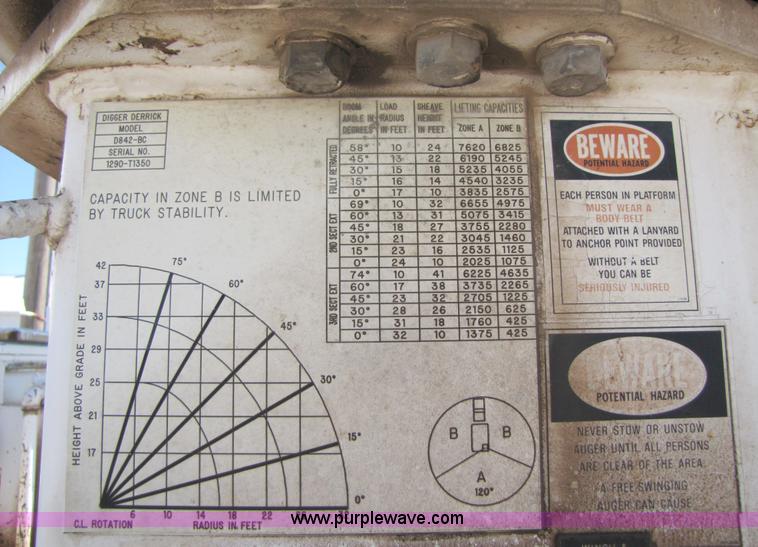 DIGGER DERRICK
MODEL
D842-BC
SERIAL NO.
1290-T1350
CAPACITY IN ZONE B IS LIMITED
BY TRUCK STABILITY.
BOOM ANGLE IN DEGREES LOAD RADIUS IN FEET SHEAVE HEIGHT IN FEET LIFTING CAPACITIES
ZONE A ZONE B
FULLY RETRACTED
58° 10 24 7620 6825
45° 13 22 6190 5245
30° 15 18 5235 4055
15° 16 14 4540 3235
0° 17 10 3835 2575
2ND SECT EXT
69° 10 32 6655 4975
60° 13 31 5075 3415
45° 18 27 3755 2280
30° 21 22 3045 1460
15° 23 16 2535 1125
0° 24 10 2025 1075
3RD SECT EXT
74° 10 41 6225 4635
60° 17 38 3735 2265
45° 23 32 2705 1225
30° 28 26 2150 625
15° 31 18 1760 425
0° 32 10 1375 425
HEIGHT ABOVE GRADE IN FEET
42
37
33
29
25
21
17
75°
60°
45°
30°
15°
0°
6 10 14 18 22
C.L. ROTATION RADIUS IN FEET
B B
A
120°
BEWARE
POTENTIAL HAZARD
EACH PERSON IN PLATFORM
MUST WEAR A
BODY BELT
ATTACHED WITH A LANYARD
TO ANCHOR POINT PROVIDED
WITHOUT A BELT
YOU CAN BE
SERIOUSLY INJURED
BEWARE
POTENTIAL HAZARD
NEVER STOW OR UNSTOW
AUGER UNTIL ALL PERSONS
ARE CLEAR OF THE AREA
A FREE SWINGING
AUGER CAN CAUSE
www.purplewave.com